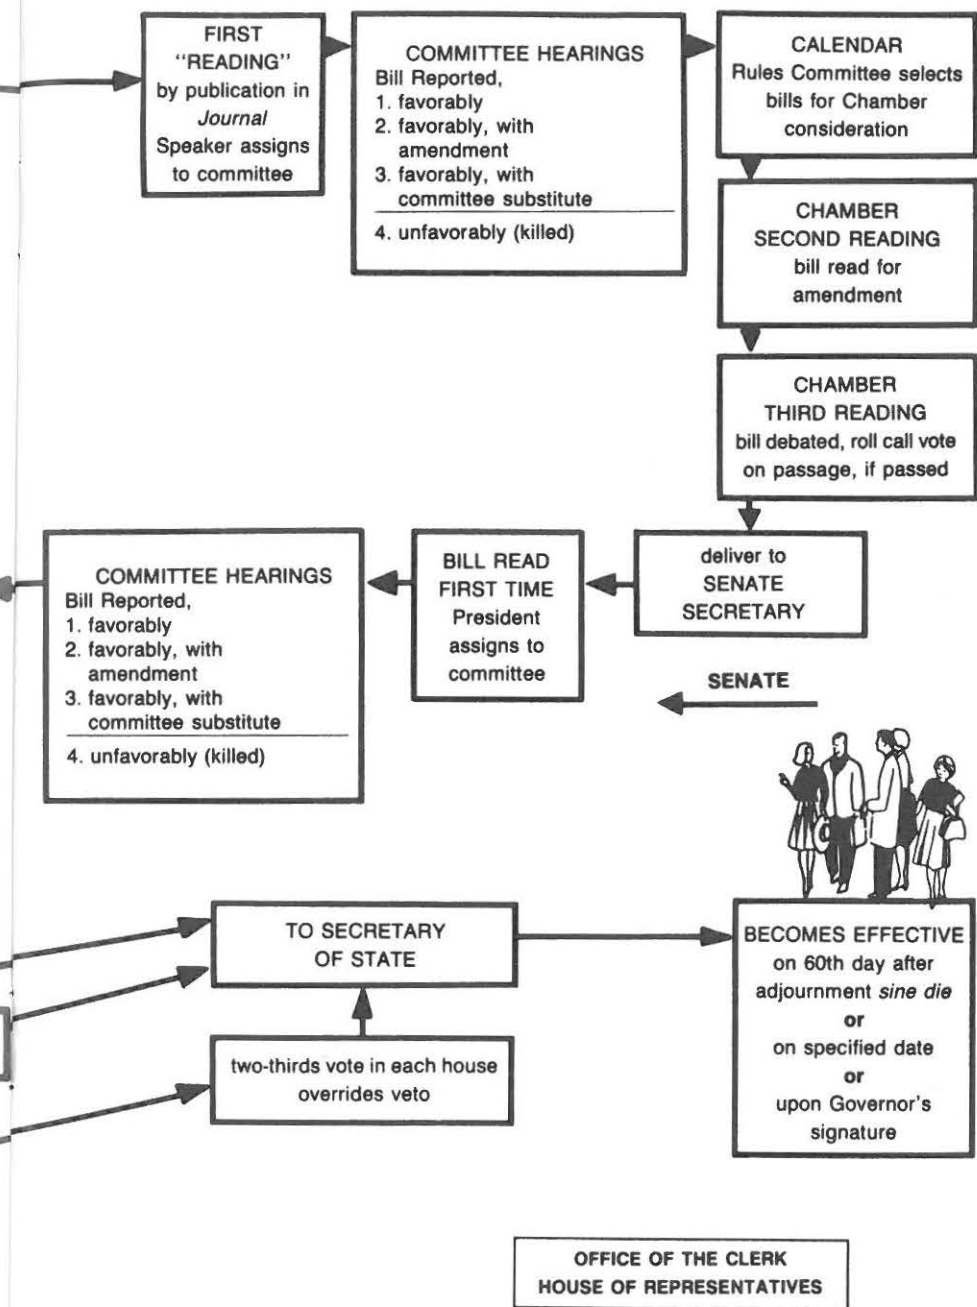 FIRST
"READING"
by publication in
Journal
Speaker assigns
to committee
COMMITTEE HEARINGS
Bill Reported,
1. favorably
2. favorably, with
amendment
3. favorably, with
committee substitute
4. unfavorably (killed)
CALENDAR
Rules Committee selects
bills for Chamber
consideration
CHAMBER
SECOND READING
bill read for
amendment
CHAMBER
THIRD READING
bill debated, roll call vote
on passage, if passed
deliver to
SENATE
SECRETARY
BILL READ
FIRST TIME
President
assigns to
committee
COMMITTEE HEARINGS
Bill Reported,
1. favorably
2. favorably, with
amendment
3. favorably, with
committee substitute
4. unfavorably (killed)
SENATE
TO SECRETARY
OF STATE
two-thirds vote in each house
overrides veto
BECOMES EFFECTIVE
on 60th day after
adjournment sine die
or
on specified date
or
upon Governor's
signature
OFFICE OF THE CLERK
HOUSE OF REPRESENTATIVES